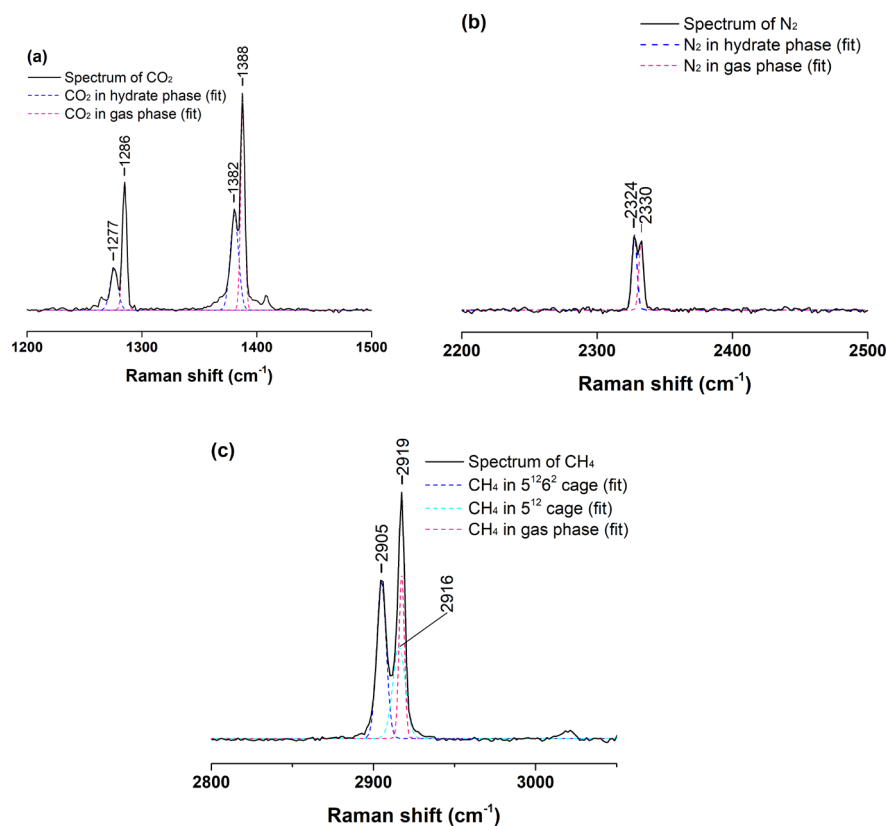 (a)
Spectrum of CO₂
CO₂ in hydrate phase (fit)
CO₂ in gas phase (fit)
1277
1286
1382
1388
1200 1300 1400 1500
Raman shift (cm⁻¹)
(b)
Spectrum of N₂
N₂ in hydrate phase (fit)
N₂ in gas phase (fit)
2324
2330
2200 2300 2400 2500
Raman shift (cm⁻¹)
(c)
Spectrum of CH₄
CH₄ in 5¹²6² cage (fit)
CH₄ in 5¹² cage (fit)
CH₄ in gas phase (fit)
2905
2919
2916
2800 2900 3000
Raman shift (cm⁻¹)